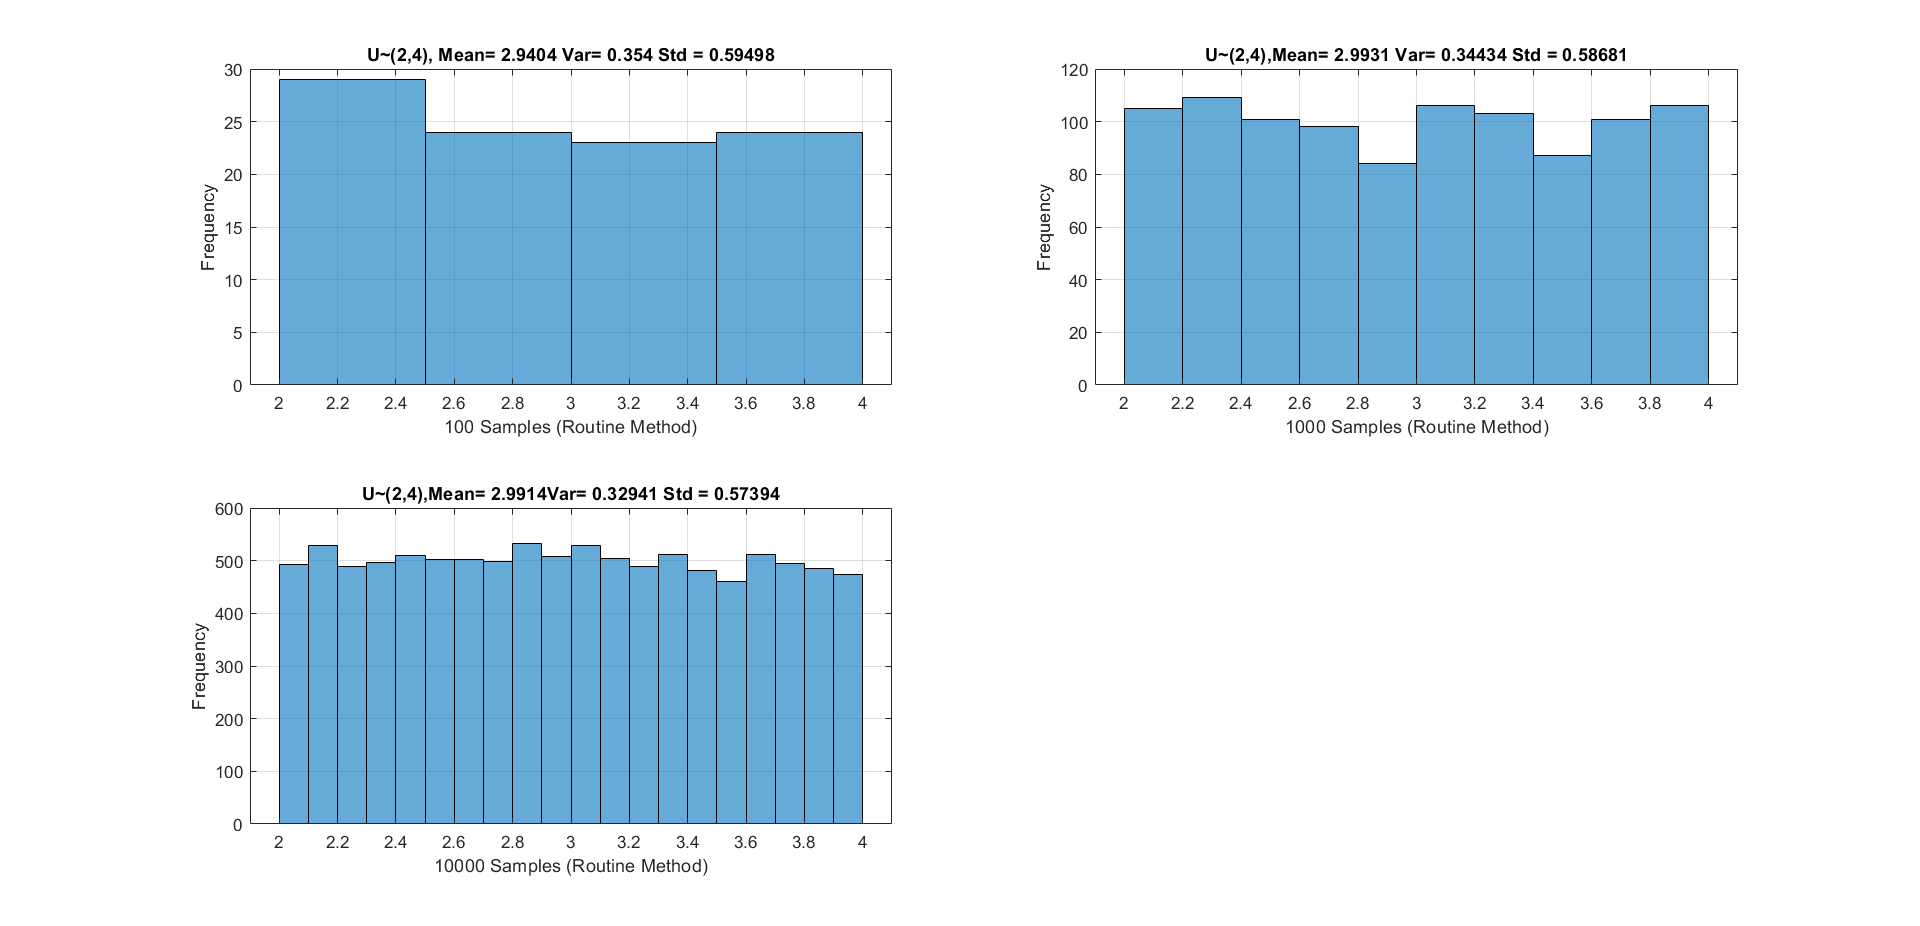 U~(2,4), Mean= 2.9404 Var= 0.354 Std = 0.59498
30
25
20
15
10
5
0
Frequency
2 2.2 2.4 2.6 2.8 3 3.2 3.4 3.6 3.8 4
100 Samples (Routine Method)
U~(2,4),Mean= 2.9931 Var= 0.34434 Std = 0.58681
120
100
80
60
40
20
0
Frequency
2 2.2 2.4 2.6 2.8 3 3.2 3.4 3.6 3.8 4
1000 Samples (Routine Method)
U~(2,4),Mean= 2.9914Var= 0.32941 Std = 0.57394
600
500
400
300
200
100
0
Frequency
2 2.2 2.4 2.6 2.8 3 3.2 3.4 3.6 3.8 4
10000 Samples (Routine Method)